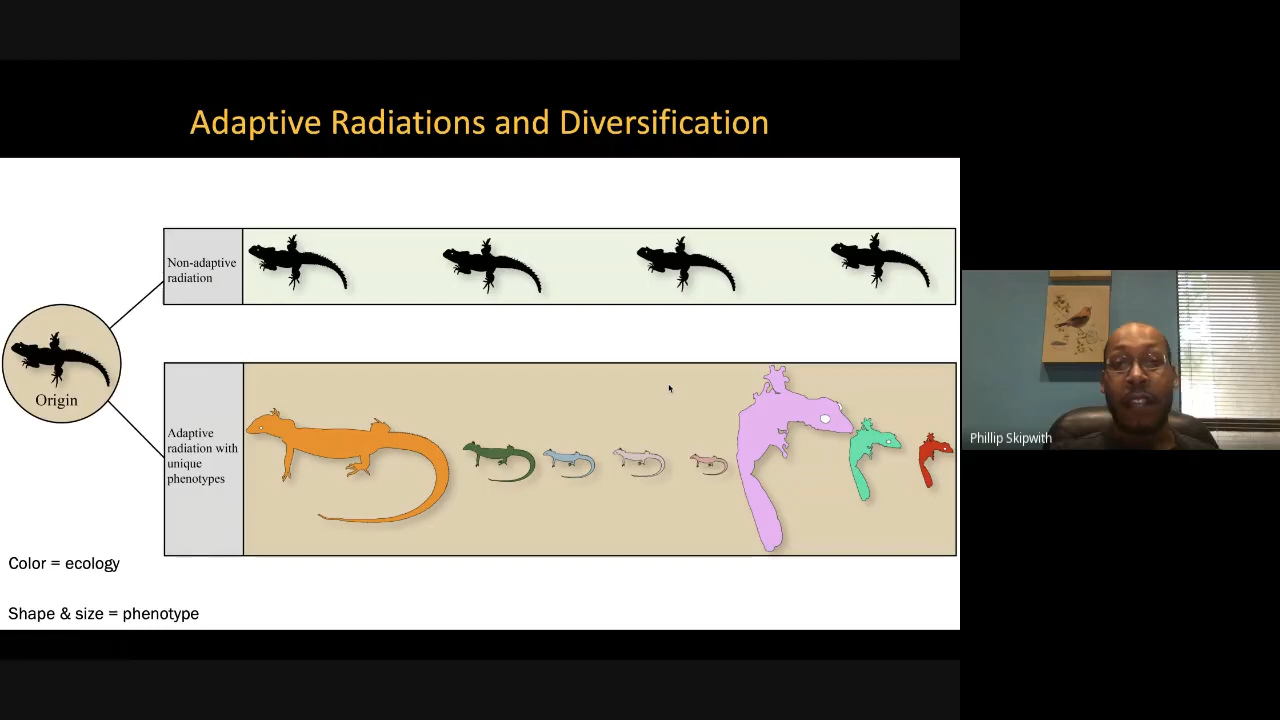 Adaptive Radiations and Diversification
Non-adaptive
radiation
Origin
Adaptive
radiation with
unique
phenotypes
Color = ecology
Shape & size = phenotype
Phillip Skipwith